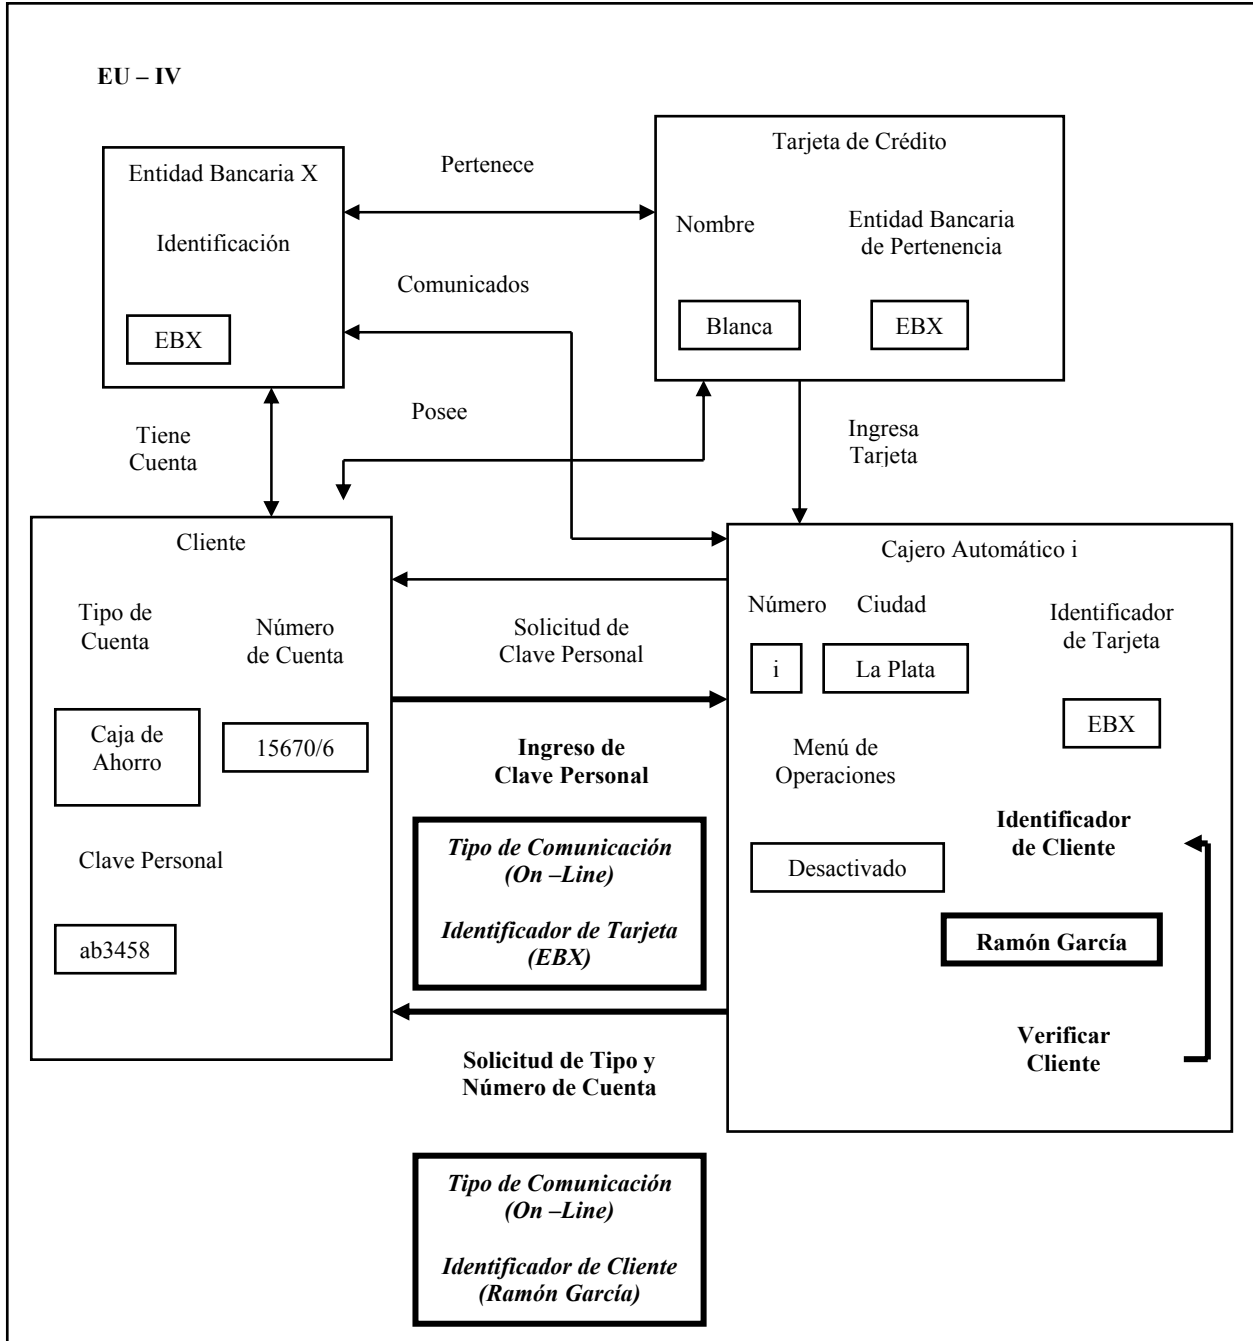 EU – IV
Entidad Bancaria X
Identificación
EBX
Pertenece
Tarjeta de Crédito
Nombre
Entidad Bancaria
de Pertenencia
Blanca
EBX
Comunicados
Posee
Tiene
Cuenta
Ingresa
Tarjeta
Cliente
Tipo de
Cuenta
Número
de Cuenta
Caja de
Ahorro
15670/6
Clave Personal
ab3458
Solicitud de
Clave Personal
Ingreso de
Clave Personal
Tipo de Comunicación
(On –Line)
Identificador de Tarjeta
(EBX)
Solicitud de Tipo y
Número de Cuenta
Tipo de Comunicación
(On –Line)
Identificador de Cliente
(Ramón García)
Cajero Automático i
Número
Ciudad
Identificador
de Tarjeta
i
La Plata
EBX
Menú de
Operaciones
Desactivado
Identificador
de Cliente
Ramón García
Verificar
Cliente